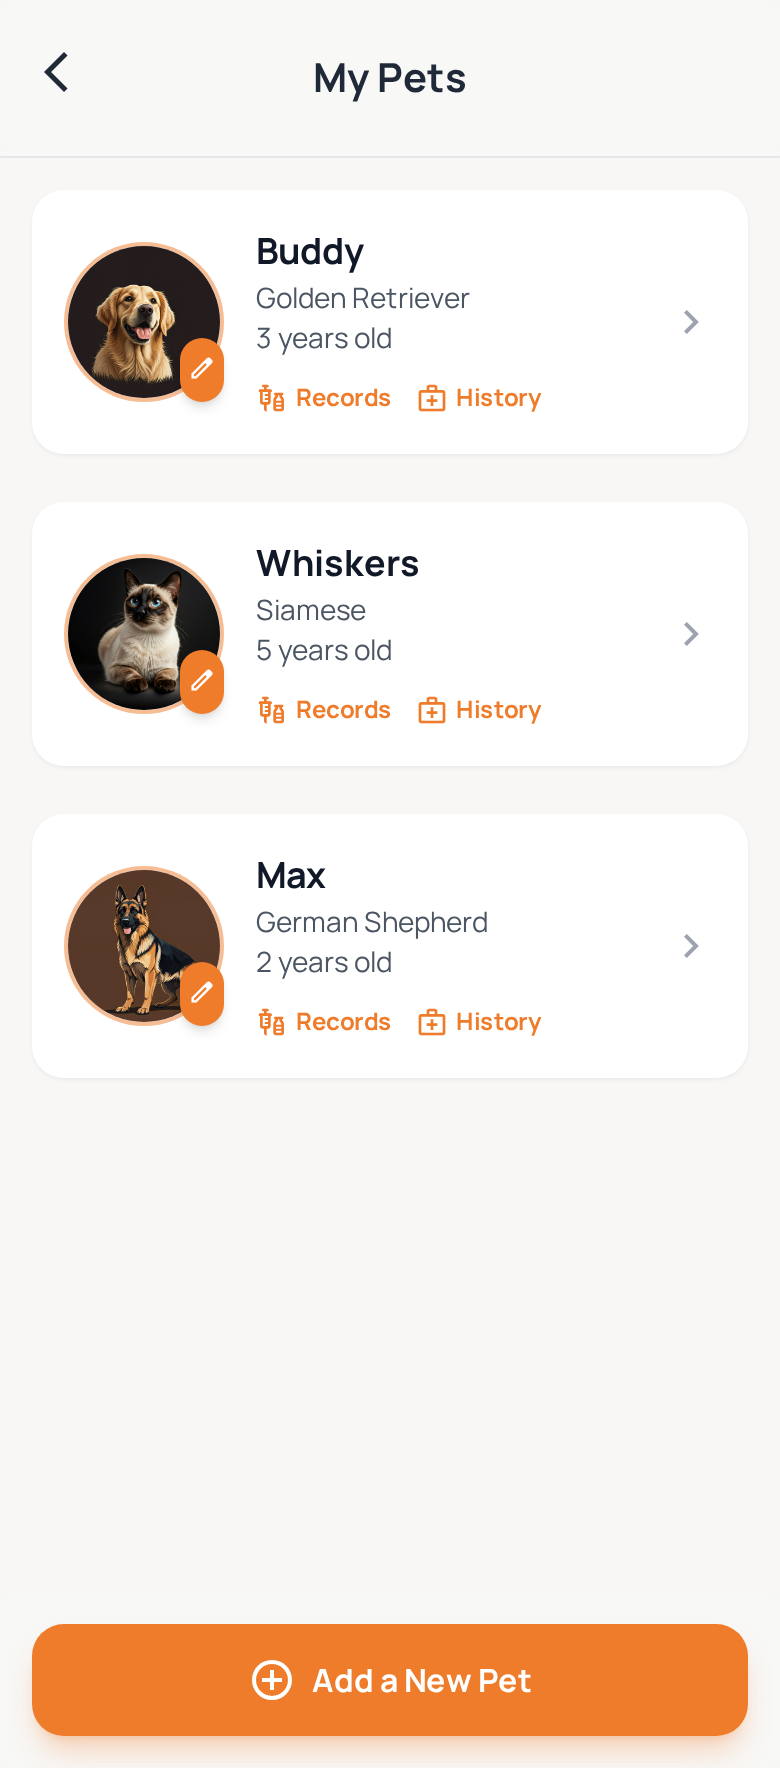 My Pets
Buddy
Golden Retriever
3 years old
Records History
Whiskers
Siamese
5 years old
Records History
Max
German Shepherd
2 years old
Records History
Add a New Pet